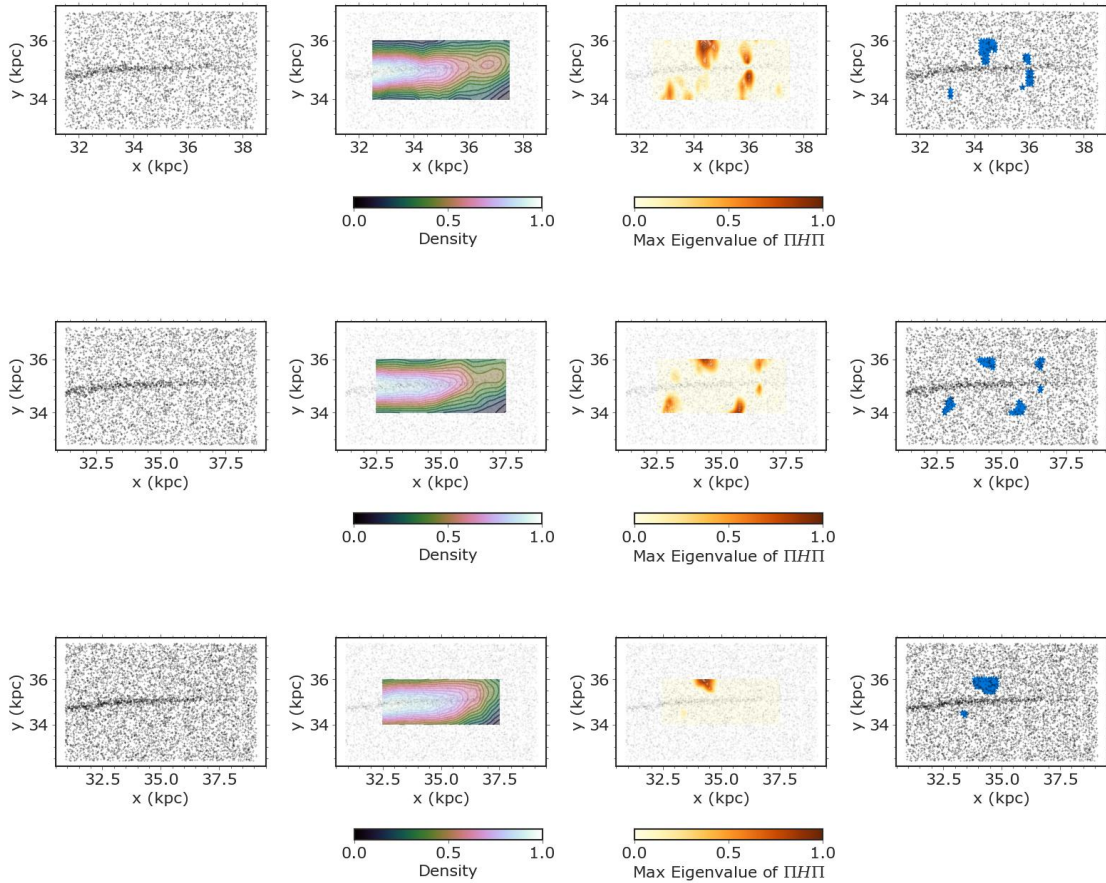 y (kpc)
36
34
32 34 36 38
x (kpc)
y (kpc)
36
34
32 34 36 38
x (kpc)
0.0 0.5 1.0
Density
y (kpc)
36
34
32 34 36 38
x (kpc)
0.0 0.5 1.0
Max Eigenvalue of ΠHΠ
y (kpc)
36
34
32 34 36 38
x (kpc)
y (kpc)
36
34
32.5 35.0 37.5
x (kpc)
y (kpc)
36
34
32.5 35.0 37.5
x (kpc)
0.0 0.5 1.0
Density
y (kpc)
36
34
32.5 35.0 37.5
x (kpc)
0.0 0.5 1.0
Max Eigenvalue of ΠHΠ
y (kpc)
36
34
32.5 35.0 37.5
x (kpc)
y (kpc)
36
34
32.5 35.0 37.5
x (kpc)
y (kpc)
36
34
32.5 35.0 37.5
x (kpc)
0.0 0.5 1.0
Density
y (kpc)
36
34
32.5 35.0 37.5
x (kpc)
0.0 0.5 1.0
Max Eigenvalue of ΠHΠ
y (kpc)
36
34
32.5 35.0 37.5
x (kpc)